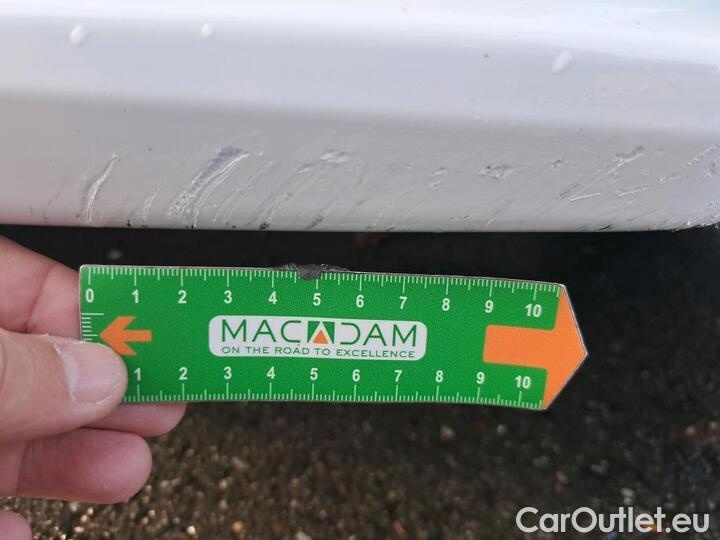 0 1 2 3 4 5 6 7 8 9 10
MACADAM
ON THE ROAD TO EXCELLENCE
1 2 3 4 5 6 7 8 9 10
CarOutlet.eu